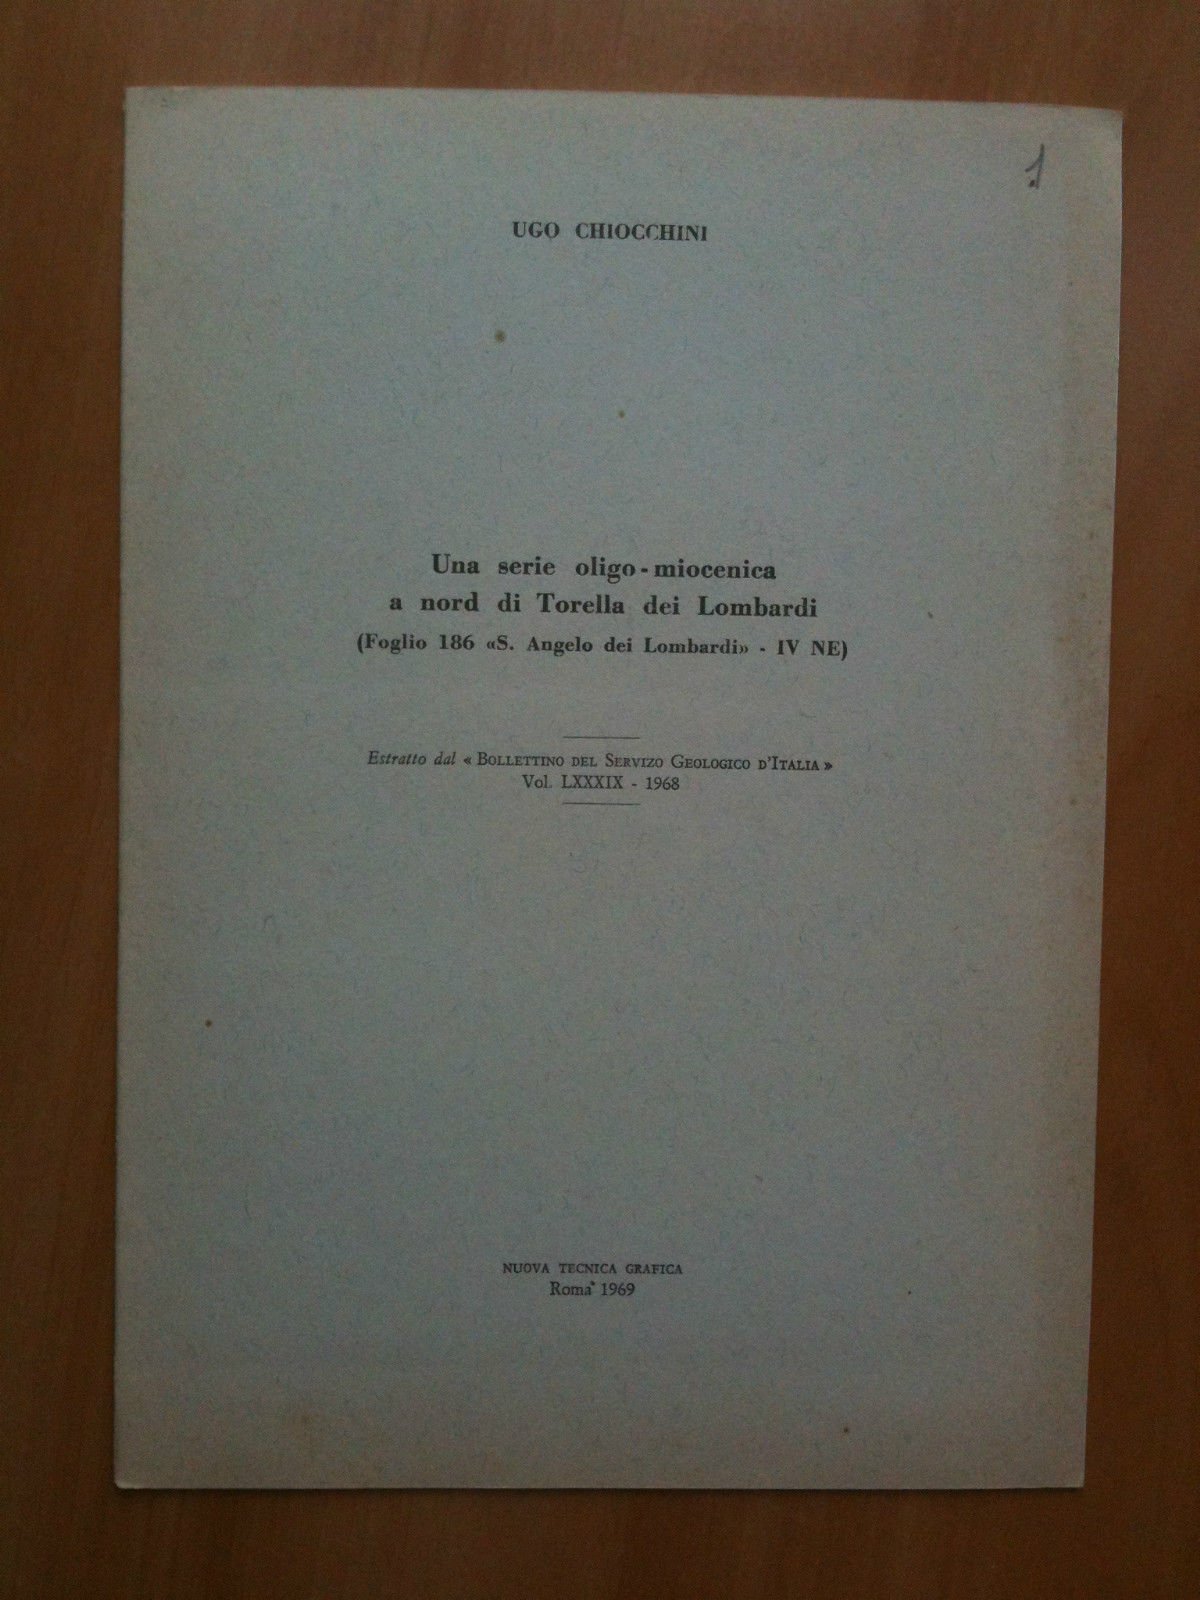 1
UGO CHIOCCHINI
Una serie oligo-miocenica
a nord di Torella dei Lombardi
(Foglio 186 «S. Angelo dei Lombardi» - IV NE)
Estratto dal « BOLLETTINO DEL SERVIZO GEOLOGICO D'ITALIA »
Vol. LXXXIX - 1968
NUOVA TECNICA GRAFICA
Roma 1969